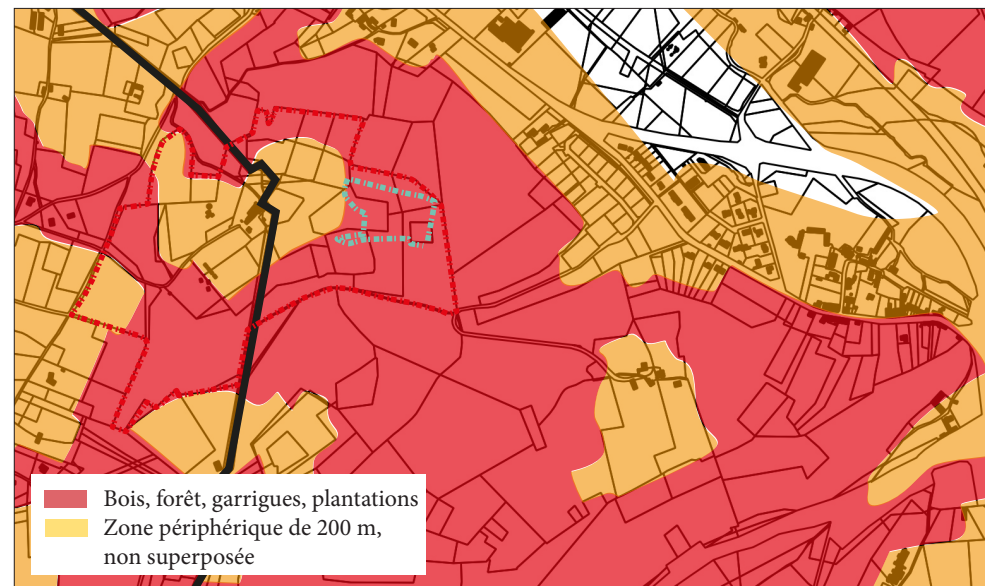 Bois, forêt, garrigues, plantations
Zone périphérique de 200 m,
non superposée